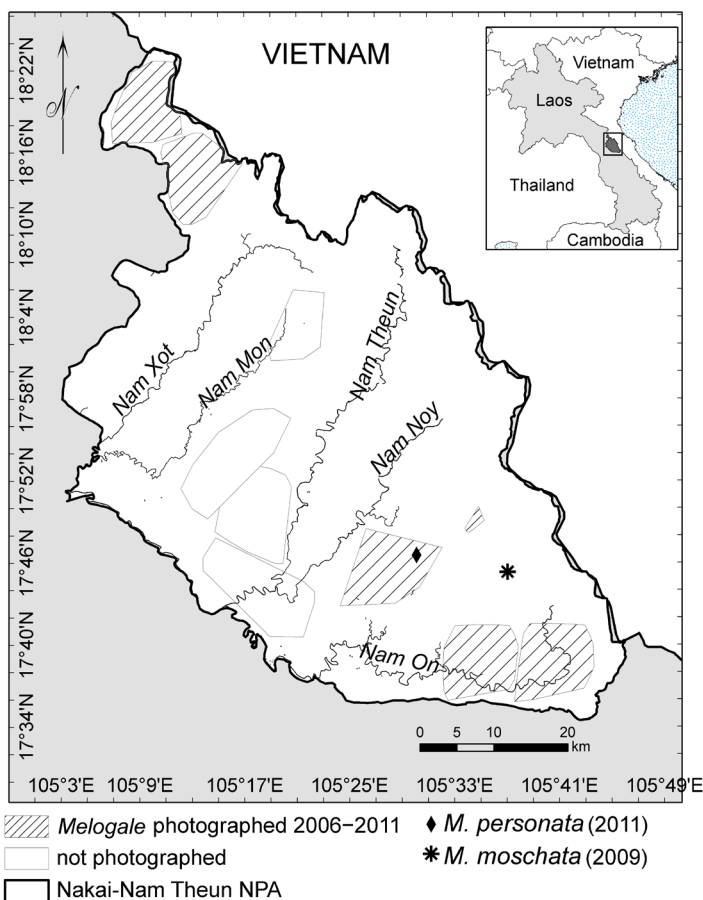 VIETNAM
Vietnam
Laos
Thailand
Cambodia
N
18°22'N
18°16'N
18°10'N
18°4'N
17°58'N
17°52'N
17°46'N
17°40'N
17°34'N
Nam Xot
Nam Mon
Nam Theun
Nam Noy
Nam On
0 5 10 20
km
105°3'E 105°9'E 105°17'E 105°25'E 105°33'E 105°41'E 105°49'E
Melogale photographed 2006–2011
not photographed
Nakai-Nam Theun NPA
M. personata (2011)
M. moschata (2009)